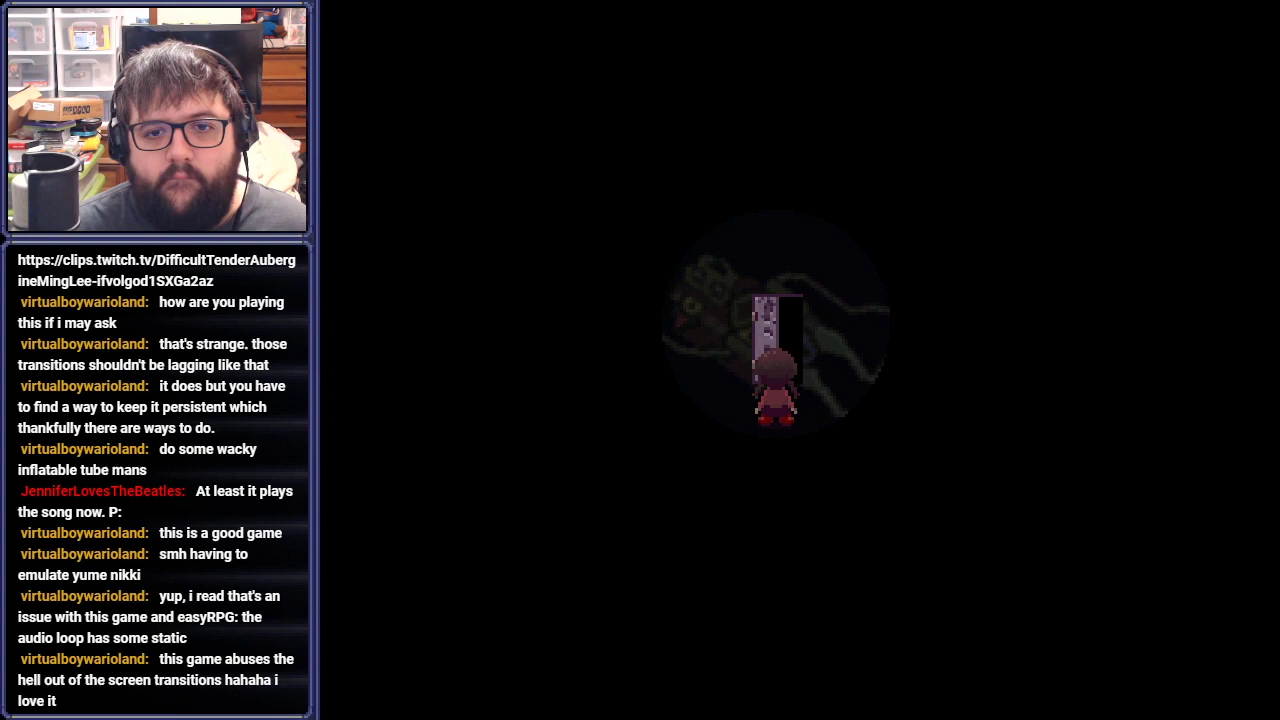 https://clips.twitch.tv/DifficultTenderAuberg
ineMingLee-ifvolgod1SXGa2az
virtualboywarioland: how are you playing
this if i may ask
virtualboywarioland: that's strange. those
transitions shouldn't be lagging like that
virtualboywarioland: it does but you have
to find a way to keep it persistent which
thankfully there are ways to do.
virtualboywarioland: do some wacky
inflatable tube mans
JenniferLovesTheBeatles: At least it plays
the song now. P:
virtualboywarioland: this is a good game
virtualboywarioland: smh having to
emulate yume nikki
virtualboywarioland: yup, i read that's an
issue with this game and easyRPG: the
audio loop has some static
virtualboywarioland: this game abuses the
hell out of the screen transitions hahaha i
love it